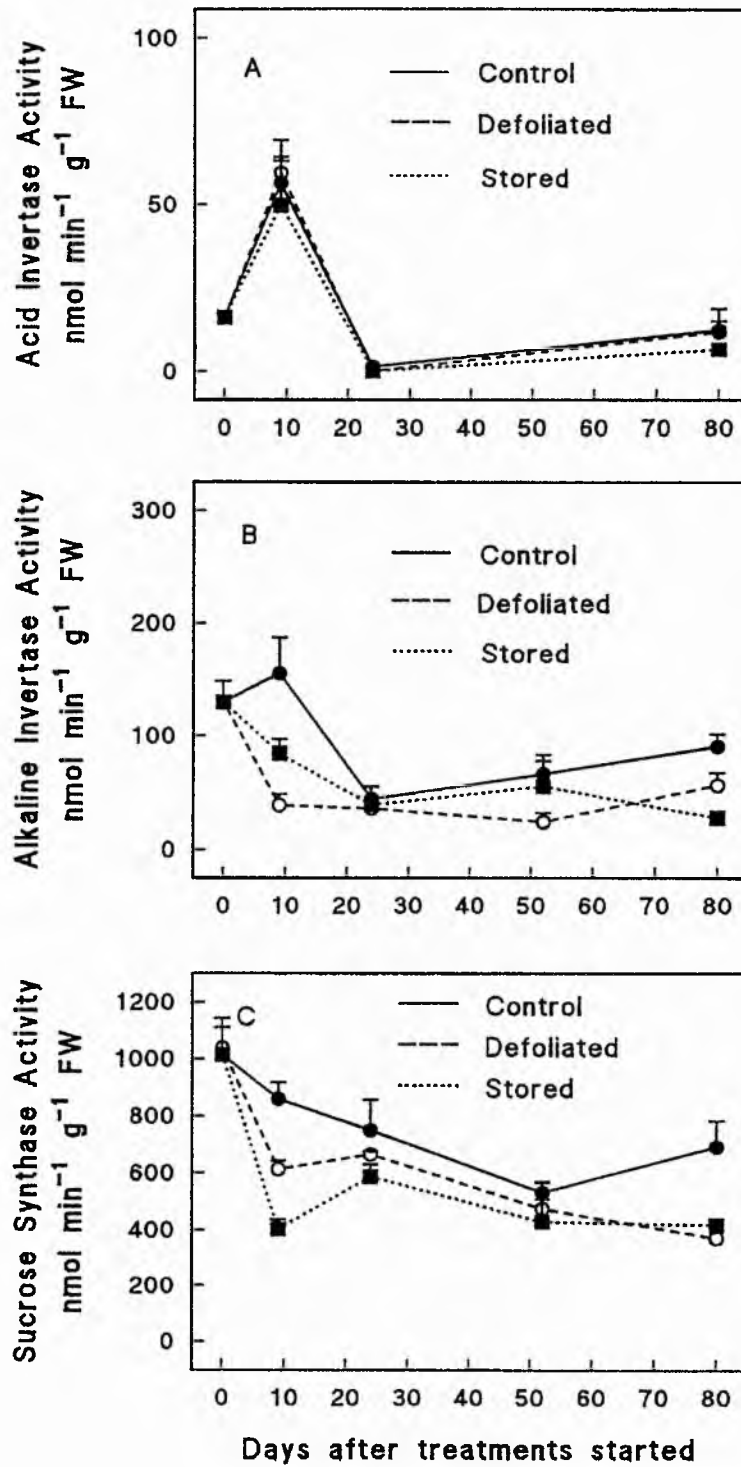 Acid Invertase Activity
nmol min⁻¹ g⁻¹ FW
100
50
0
A
Control
Defoliated
Stored
0 10 20 30 40 50 60 70 80
Alkaline Invertase Activity
nmol min⁻¹ g⁻¹ FW
300
200
100
0
B
Control
Defoliated
Stored
0 10 20 30 40 50 60 70 80
Sucrose Synthase Activity
nmol min⁻¹ g⁻¹ FW
1200
1000
800
600
400
200
0
C
Control
Defoliated
Stored
0 10 20 30 40 50 60 70 80
Days after treatments started